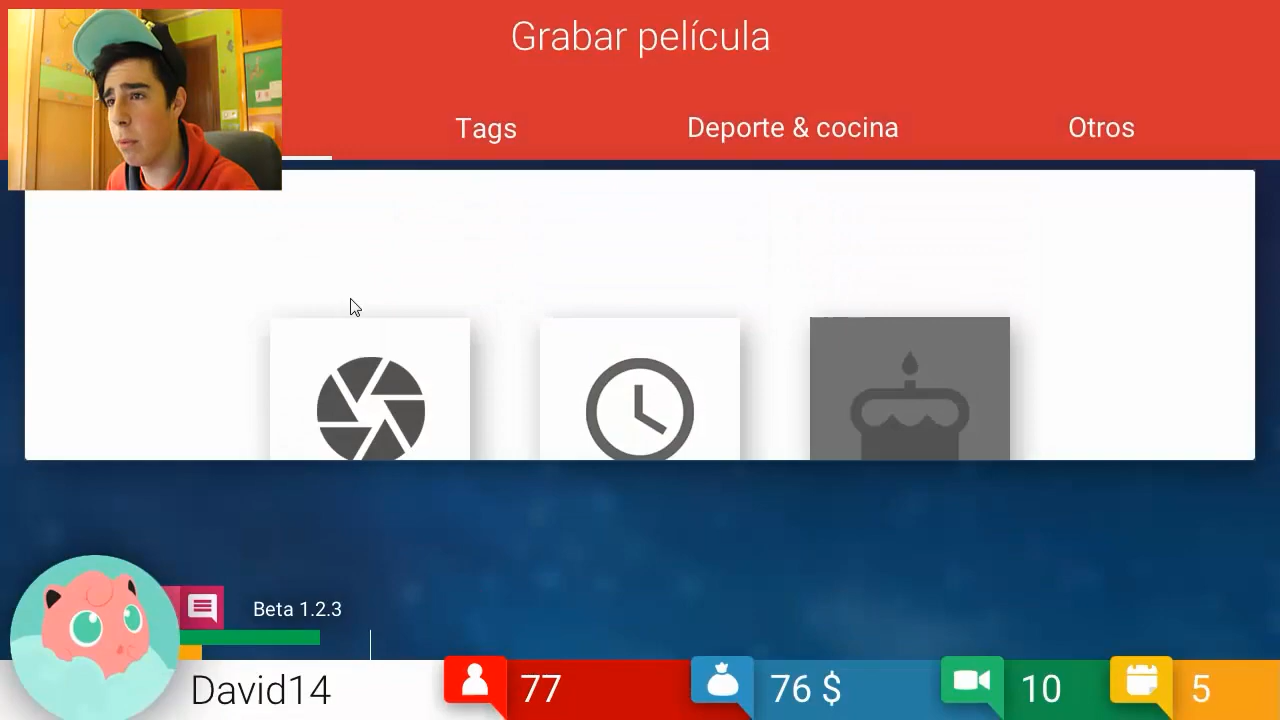 Grabar película
Tags
Deporte & cocina
Otros
Beta 1.2.3
David14
77
76 $
10
5